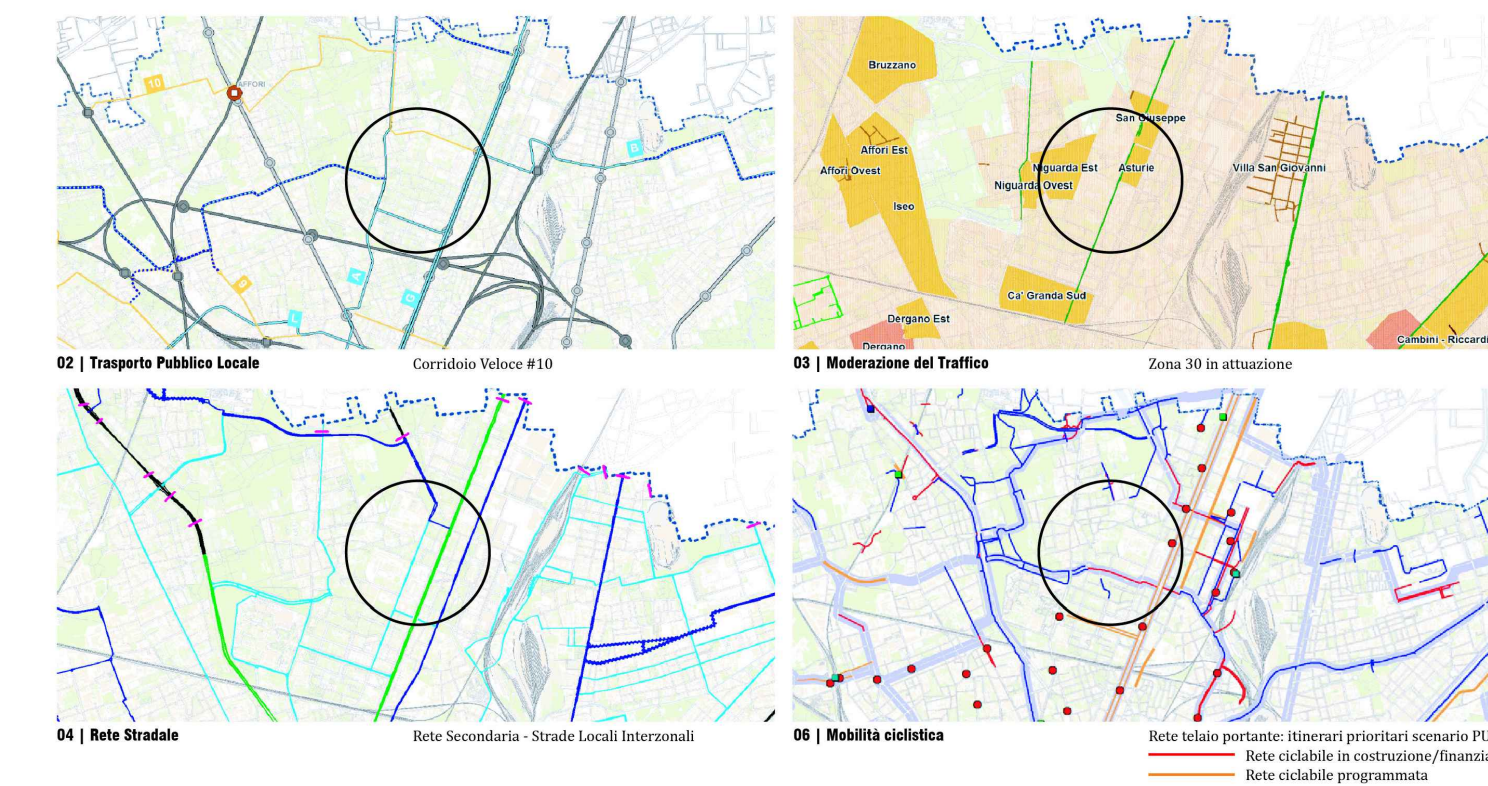 10
AFFORI
B
A
9
L
G
02 | Trasporto Pubblico Locale
Corridoio Veloce #10
Bruzzano
San Giuseppe
Affori Est
Affori Ovest
Niguarda Est
Asturie
Villa San Giovanni
Niguarda Ovest
Iseo
Ca' Granda Sud
Dergano Est
Dergano
Cambini - Riccardi
03 | Moderazione del Traffico
Zona 30 in attuazione
04 | Rete Stradale
Rete Secondaria - Strade Locali Interzonali
06 | Mobilità ciclistica
Rete telaio portante: itinerari prioritari scenario PU
Rete ciclabile in costruzione/finanzia
Rete ciclabile programmata